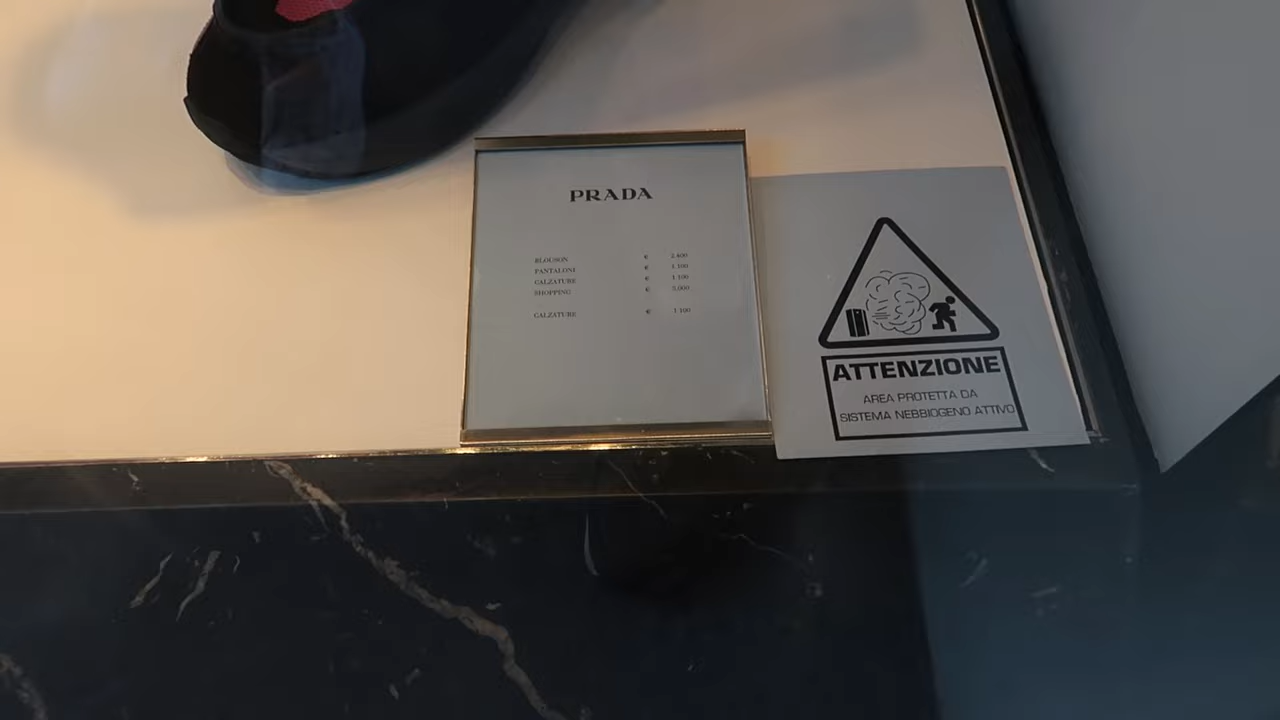 PRADA
BLOUSON € 2.400
PANTALONI € 1.100
CALZATURE € 1.100
SHOPPING € 3.000
CALZATURE € 1.100
ATTENZIONE
AREA PROTETTA DA
SISTEMA NEBBIOGENO ATTIVO